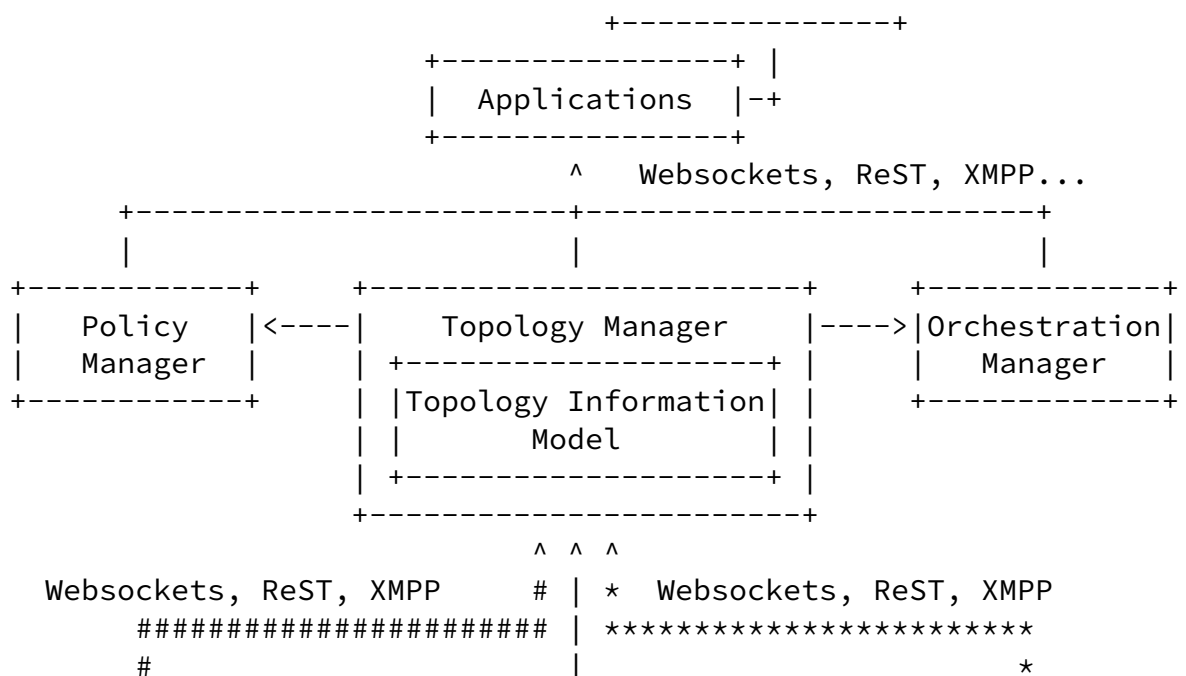 +---------------+
+----------------+ |
| Applications |-+
+----------------+
^ Websockets, ReST, XMPP...
+------------------------+-------------------------+
| | |
+------------+ +------------------------+ +-------------+
| Policy |<----| Topology Manager |---->|Orchestration|
| Manager | | +--------------------+ | | Manager |
+------------+ | |Topology Information| | +-------------+
| | Model | |
| +--------------------+ |
+------------------------+
^ ^ ^
Websockets, ReST, XMPP # | * Websockets, ReST, XMPP
####################### | ************************
# | *